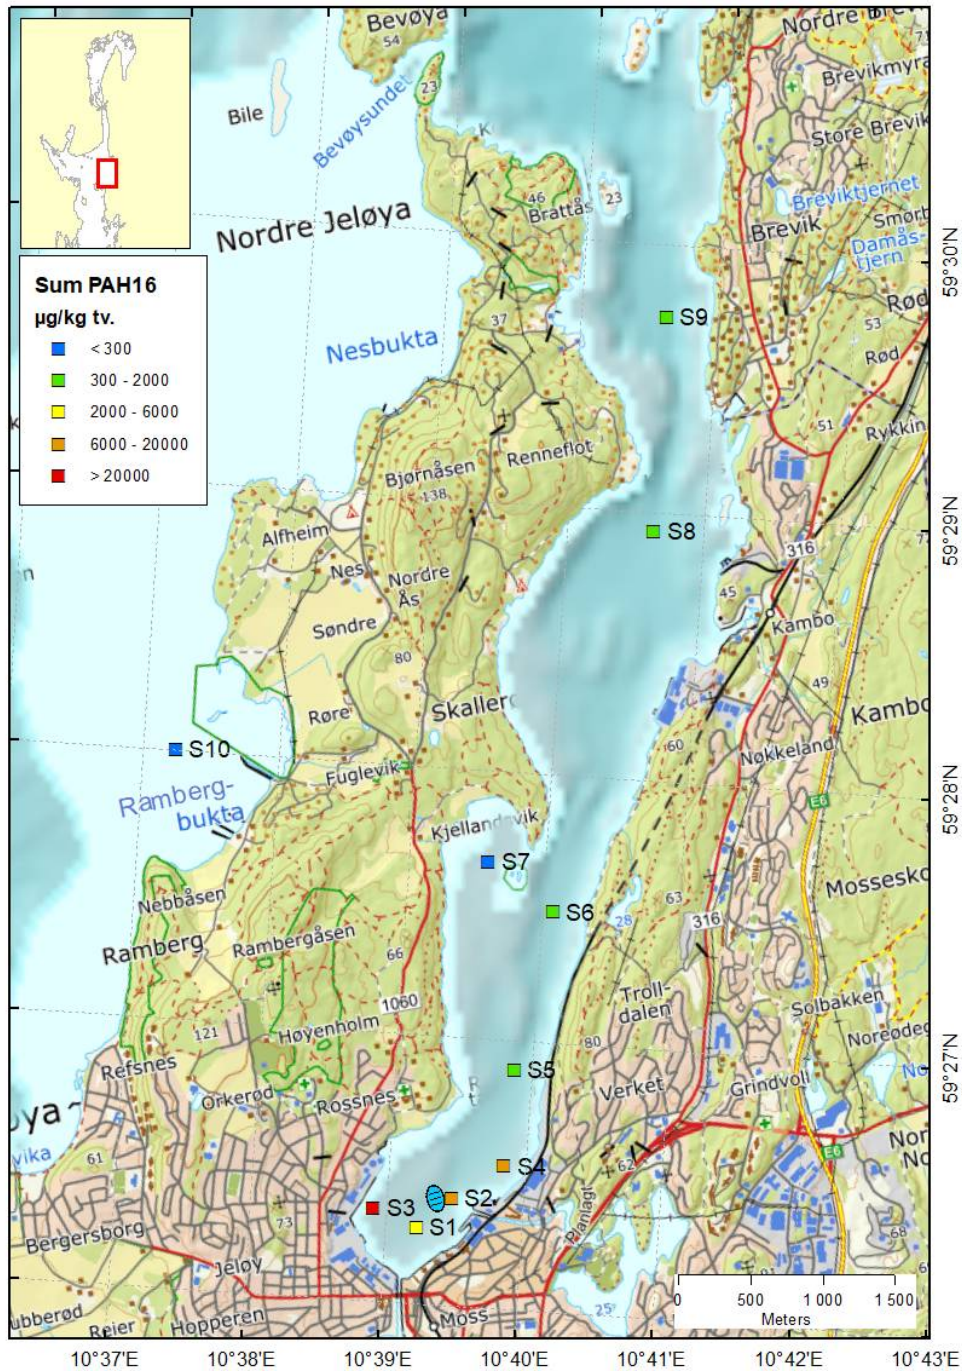 Bevøya
54
Nordre
Brevikmyra
23
Bile
Bevøysundet
Store Brevik
46
Brattås
23
Breviktjernet
Nordre Jeløya
Brevik
Damås-
tjern
59°30'N
Sum PAH16
µg/kg tv.
< 300
300 - 2000
2000 - 6000
6000 - 20000
> 20000
37
S9
53
Nesbukta
Rød
51
Rykkin
Bjørnåsen
Renneflot
138
Alfheim
S8
59°29'N
316
Nes
Nordre
Ås
45
Søndre
Kambo
80
49
Røre
Skaller
Kambo
S10
60
Nøkkeland
Fuglevik
Ramberg-
bukta
E6
59°28'N
Kjellandsvik
S7
63
Nebbåsen
S6
28
316
Ramberg
Rambergåsen
66
1060
Troll-
dalen
Solbakken
121
Høyenholm
80
59°27'N
Refsnes
S5
Orkerød
Rossnes
Verket
Grindvoll
E6
61
S4
62
S3
S2
S1
Planlagt
73
68
Bergersborg
Jeløy
0 500 1 000 1 500
Meters
25
Moss
Hopperen
Reier
10°37'E 10°38'E 10°39'E 10°40'E 10°41'E 10°42'E 10°43'E